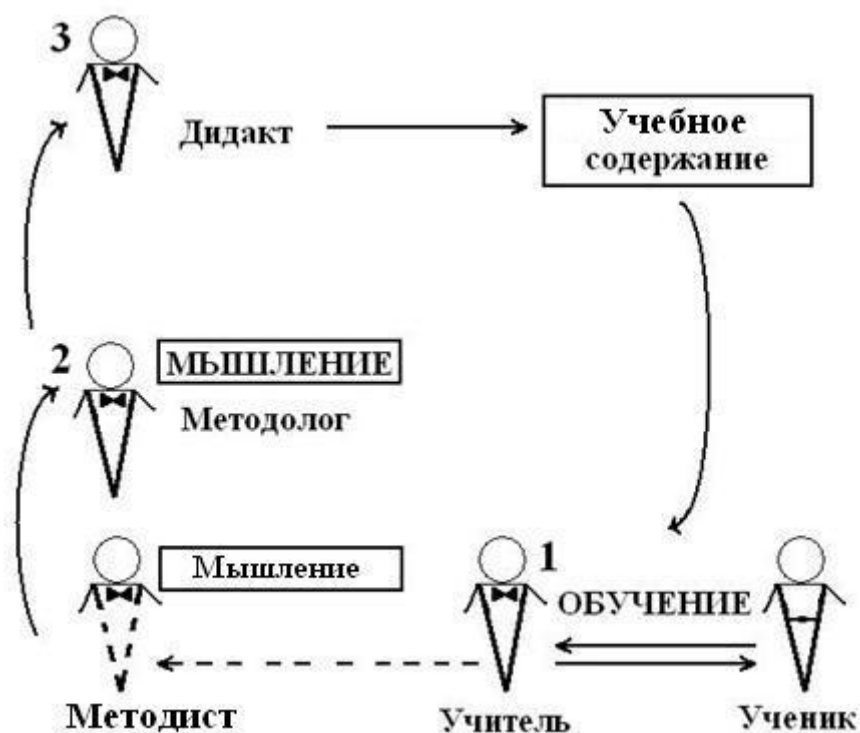 3
Дидакт
Учебное
содержание
2
МЫШЛЕНИЕ
Методолог
Мышление
1
ОБУЧЕНИЕ
Методист
Учитель
Ученик